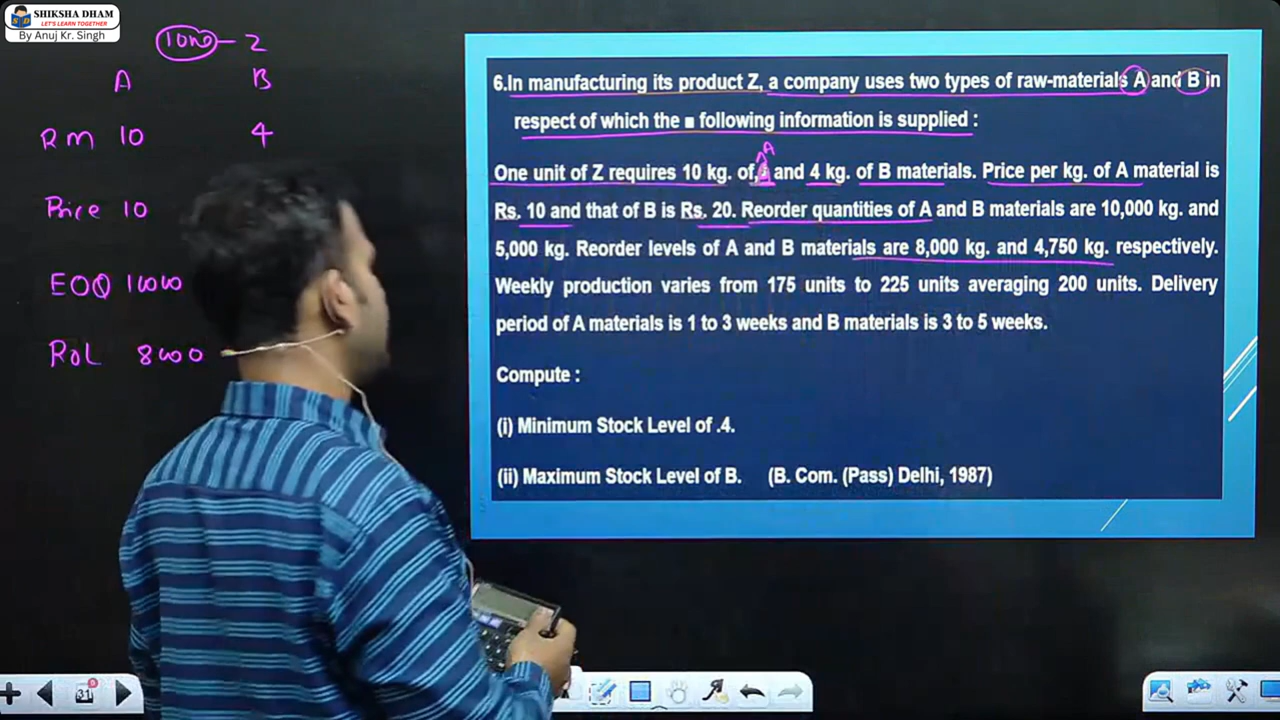 SHIKSHA DHAM
LET'S LEARN TOGETHER
By Anuj Kr. Singh
A B
RM 10 4
Price 10
EOQ 10000
ROL 8000
6.In manufacturing its product Z, a company uses two types of raw-materials A and B in
respect of which the ■ following information is supplied :
A
One unit of Z requires 10 kg. of and 4 kg. of B materials. Price per kg. of A material is
Rs. 10 and that of B is Rs. 20. Reorder quantities of A and B materials are 10,000 kg. and
5,000 kg. Reorder levels of A and B materials are 8,000 kg. and 4,750 kg. respectively.
Weekly production varies from 175 units to 225 units averaging 200 units. Delivery
period of A materials is 1 to 3 weeks and B materials is 3 to 5 weeks.
Compute :
(i) Minimum Stock Level of .4.
(ii) Maximum Stock Level of B. (B. Com. (Pass) Delhi, 1987)
31